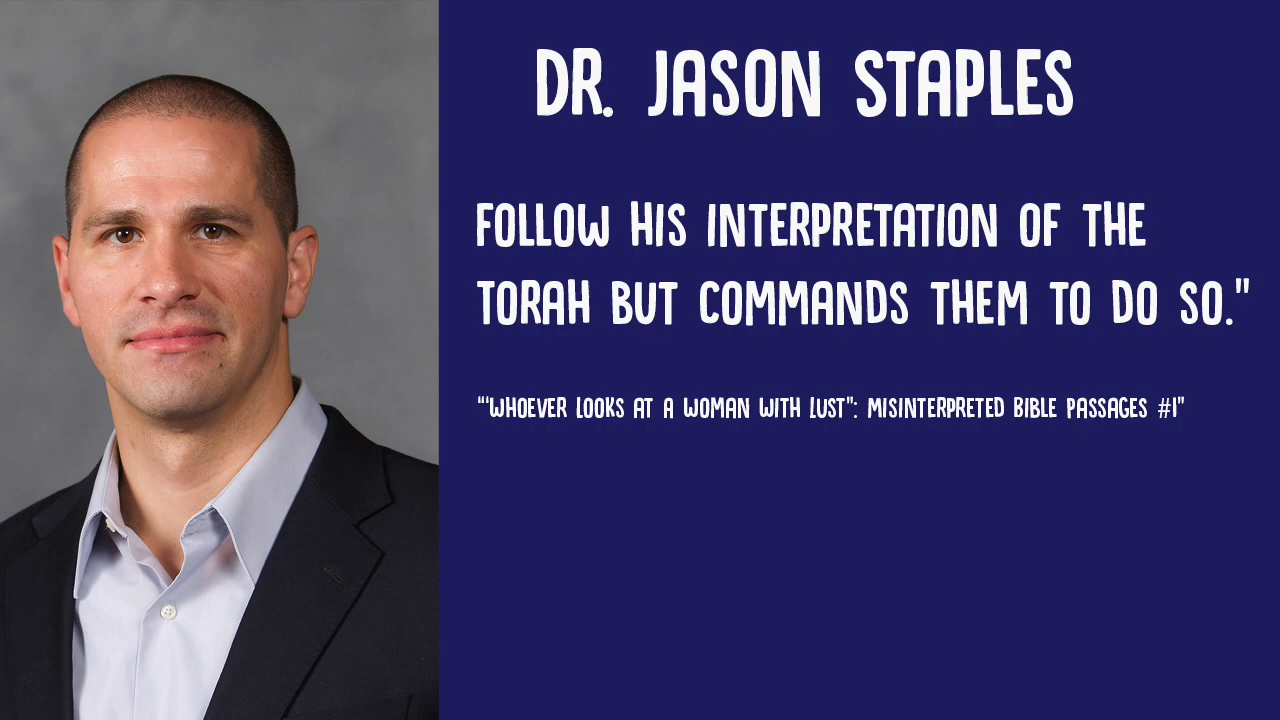 DR. JASON STAPLES
FOLLOW HIS INTERPRETATION OF THE
TORAH BUT COMMANDS THEM TO DO SO."
"'WHOEVER LOOKS AT A WOMAN WITH LUST": MISINTERPRETED BIBLE PASSAGES #1"